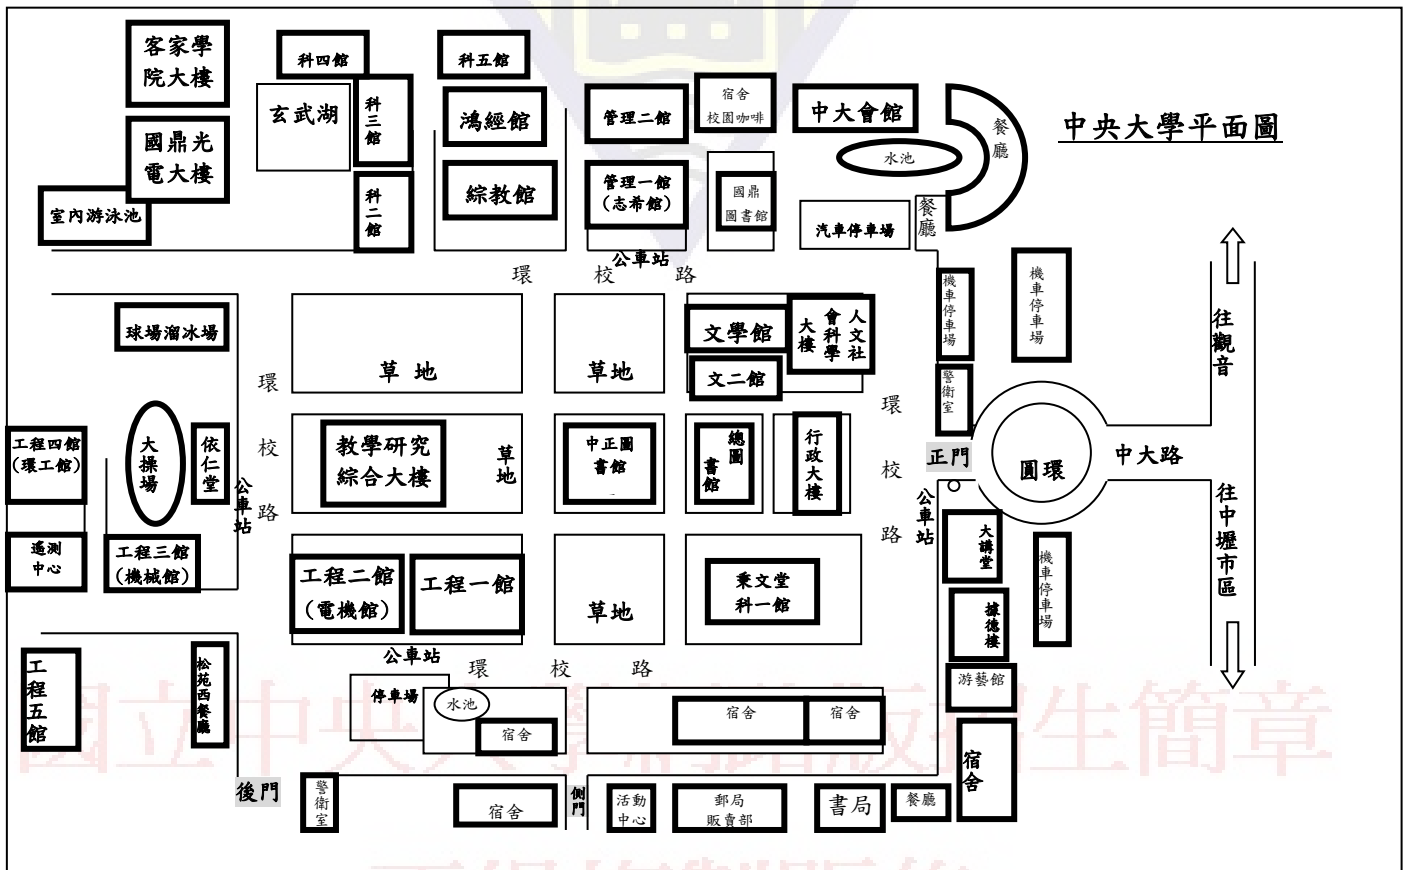 中央大學平面圖
客家學
院大樓
國鼎光
電大樓
室內游泳池
科四館
玄武湖
科三館
科二館
科五館
鴻經館
綜教館
管理二館
管理一館
(志希館)
宿舍
校園咖啡
國鼎
圖書館
中大會館
水池
餐廳
餐廳
汽車停車場
公車站
環 校 路
機車停車場
機車停車場
往觀音
球場溜冰場
草 地
草地
文學館
文二館
人文社
會科學
大樓
警衛室
環 校 路
環 校 路
工程四館
(環工館)
大操場
依仁堂
公車站
教學研究
綜合大樓
草地
中正圖
書館
總圖
書館
行政大樓
正門
圓環
中大路
公車站
往中壢市區
遙測
中心
工程三館
(機械館)
工程二館
(電機館)
工程一館
草地
秉文堂
科一館
大講堂
機車停車場
據德樓
公車站
環 校 路
工程五館
松苑西餐廳
停車場
水池
宿舍
宿舍
宿舍
游藝館
宿舍
後門
警衛室
宿舍
側門
活動
中心
郵局
販賣部
書局
餐廳